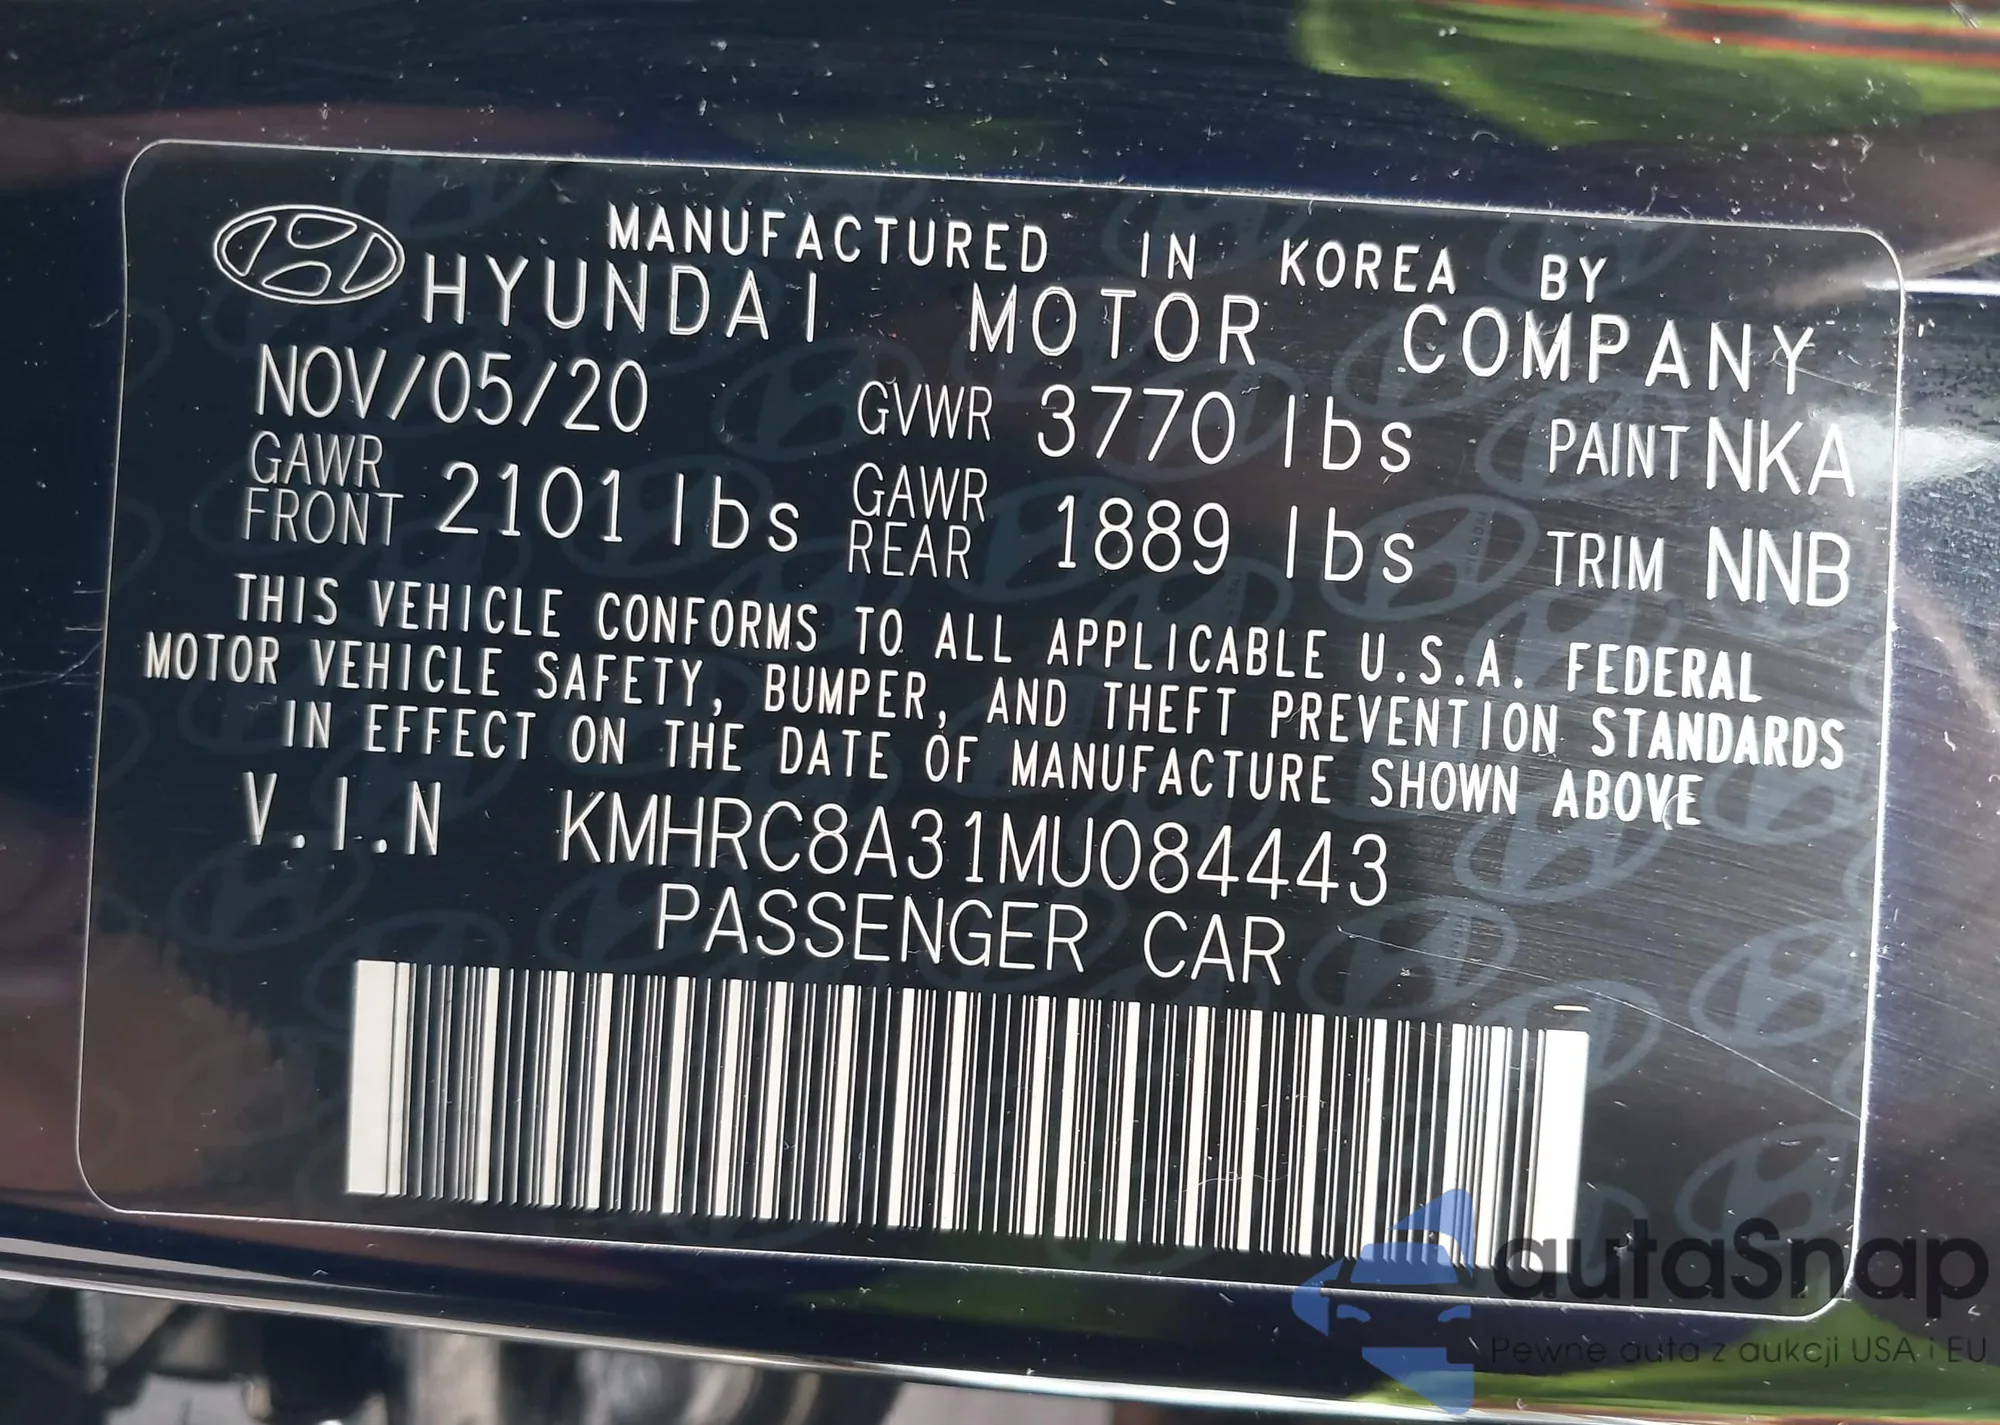 MANUFACTURED IN KOREA BY
HYUNDAI MOTOR COMPANY
NOV/05/20 GVWR 3770 lbs PAINT NKA
GAWR FRONT 2101 lbs GAWR REAR 1889 lbs TRIM NNB
THIS VEHICLE CONFORMS TO ALL APPLICABLE U.S.A. FEDERAL
MOTOR VEHICLE SAFETY, BUMPER, AND THEFT PREVENTION STANDARDS
IN EFFECT ON THE DATE OF MANUFACTURE SHOWN ABOVE
V.I.N KMHRC8A31MU084443
PASSENGER CAR
autaSnap
Pewne auta z aukcji USA i EU